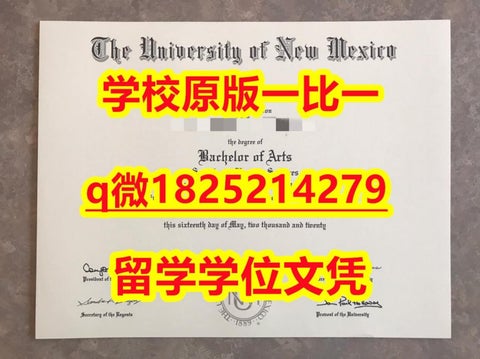 The University of New Mexico
学校原版一比一
the degree of
Bachelor of Arts
q微1825214279
this sixteenth day of May, two thousand and twenty
留学学位文凭
President of
Secretary of the Regents
Provost of the University